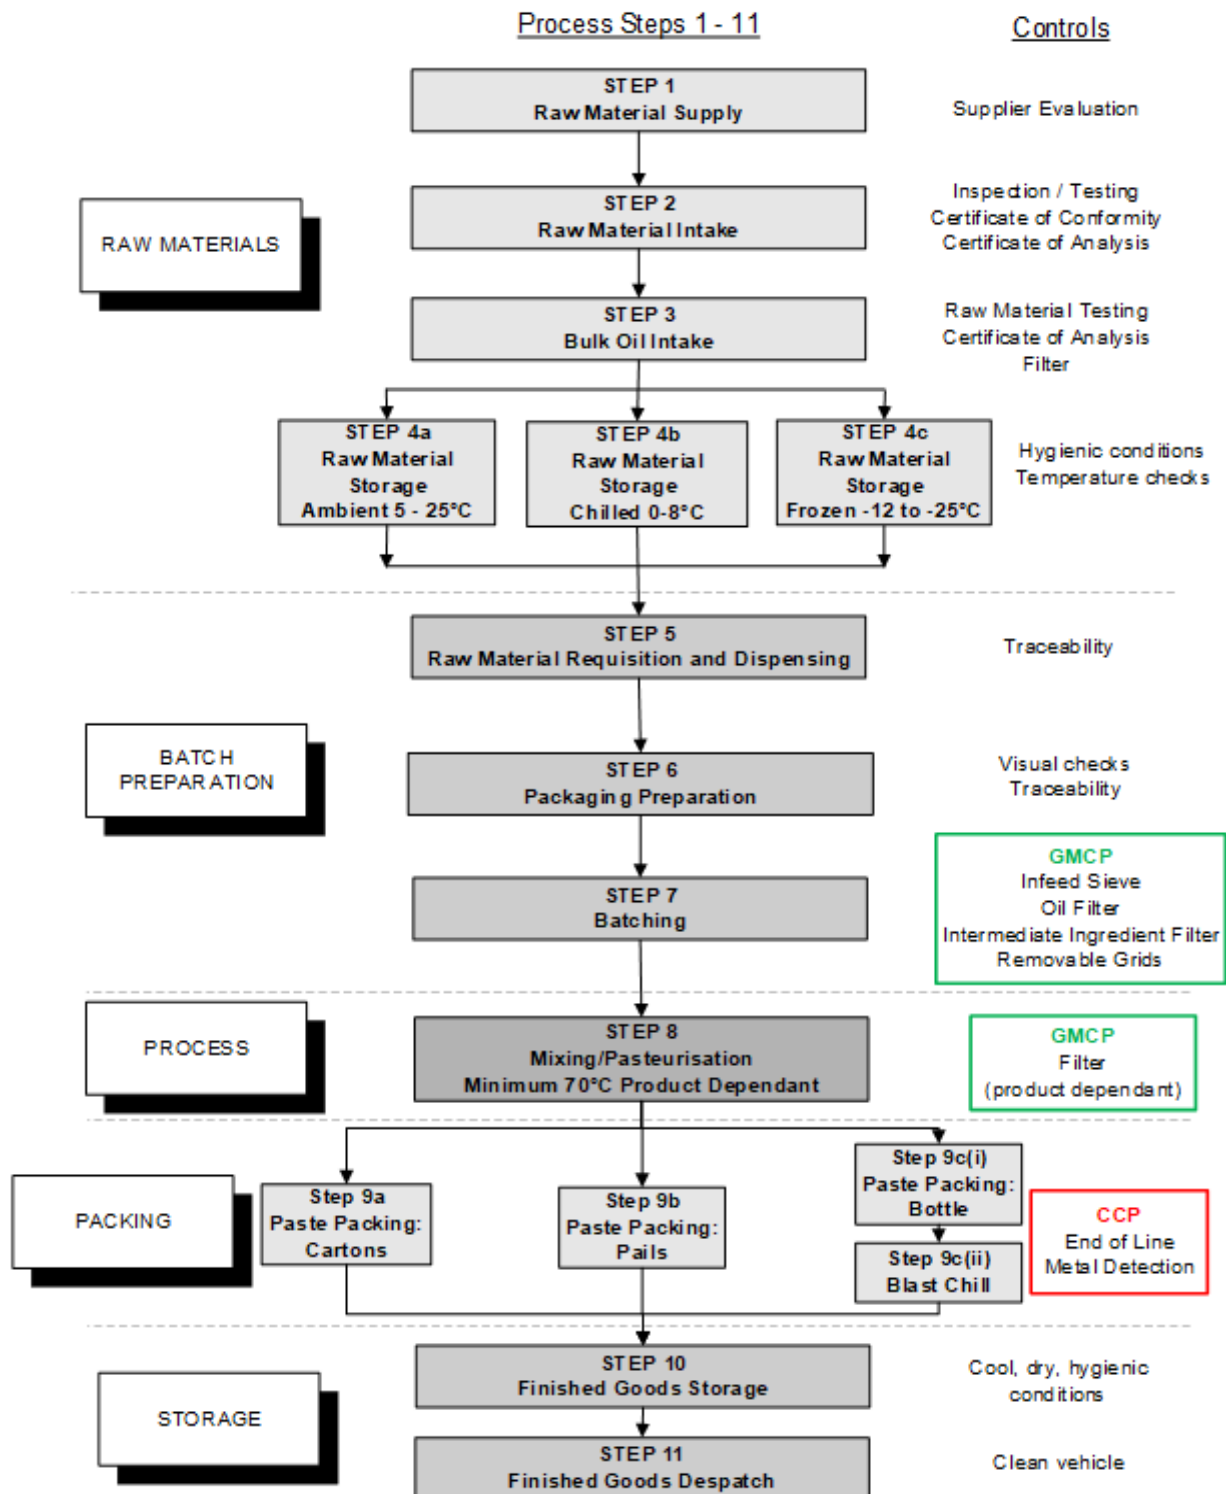 Process Steps 1 - 11
Controls
STEP 1
Raw Material Supply
Supplier Evaluation
RAW MATERIALS
STEP 2
Raw Material Intake
Inspection / Testing
Certificate of Conformity
Certificate of Analysis
STEP 3
Bulk Oil Intake
Raw Material Testing
Certificate of Analysis
Filter
STEP 4a
Raw Material
Storage
Ambient 5 - 25°C
STEP 4b
Raw Material
Storage
Chilled 0-8°C
STEP 4c
Raw Material
Storage
Frozen -12 to -25°C
Hygienic conditions
Temperature checks
STEP 5
Raw Material Requisition and Dispensing
Traceability
BATCH
PREPARATION
STEP 6
Packaging Preparation
Visual checks
Traceability
STEP 7
Batching
GMCP
Infeed Sieve
Oil Filter
Intermediate Ingredient Filter
Removable Grids
PROCESS
STEP 8
Mixing/Pasteurisation
Minimum 70°C Product Dependant
GMCP
Filter
(product dependant)
PACKING
Step 9a
Paste Packing:
Cartons
Step 9b
Paste Packing:
Pails
Step 9c(i)
Paste Packing:
Bottle
Step 9c(ii)
Blast Chill
CCP
End of Line
Metal Detection
STORAGE
STEP 10
Finished Goods Storage
Cool, dry, hygienic
conditions
STEP 11
Finished Goods Despatch
Clean vehicle